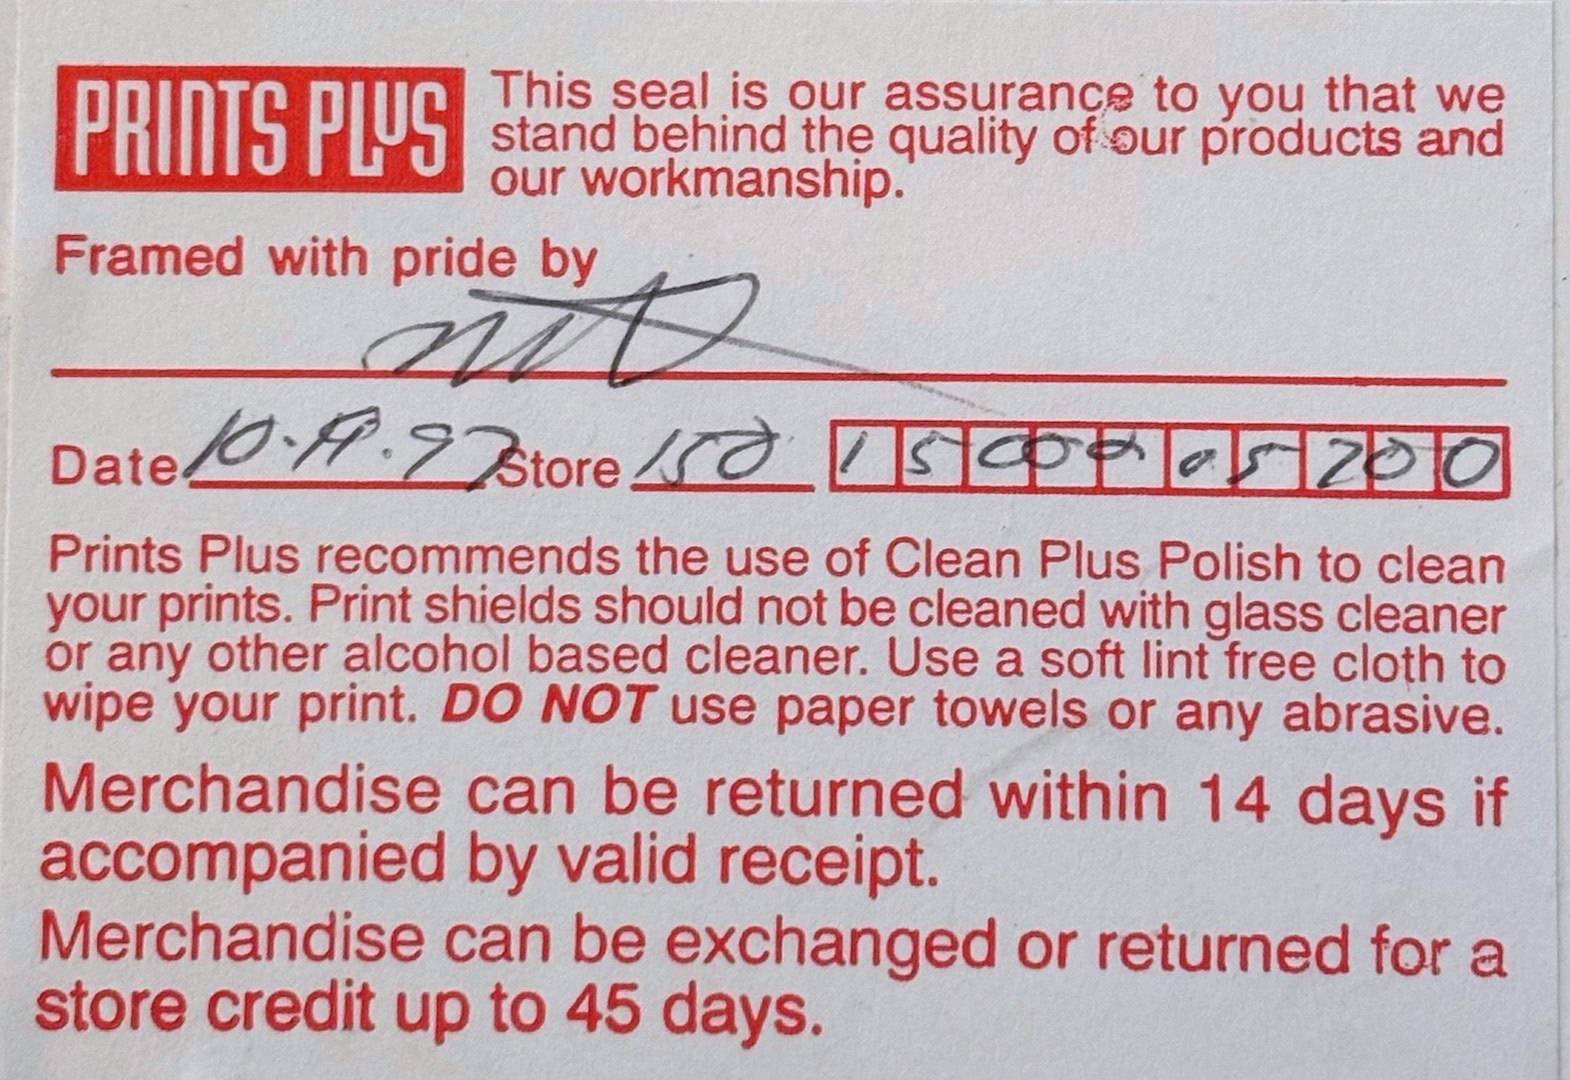 PRINTS PLUS
This seal is our assurance to you that we
stand behind the quality of our products and
our workmanship.
Framed with pride by
Date 10. .97 Store 150 1500005200
Prints Plus recommends the use of Clean Plus Polish to clean
your prints. Print shields should not be cleaned with glass cleaner
or any other alcohol based cleaner. Use a soft lint free cloth to
wipe your print. DO NOT use paper towels or any abrasive.
Merchandise can be returned within 14 days if
accompanied by valid receipt.
Merchandise can be exchanged or returned for a
store credit up to 45 days.